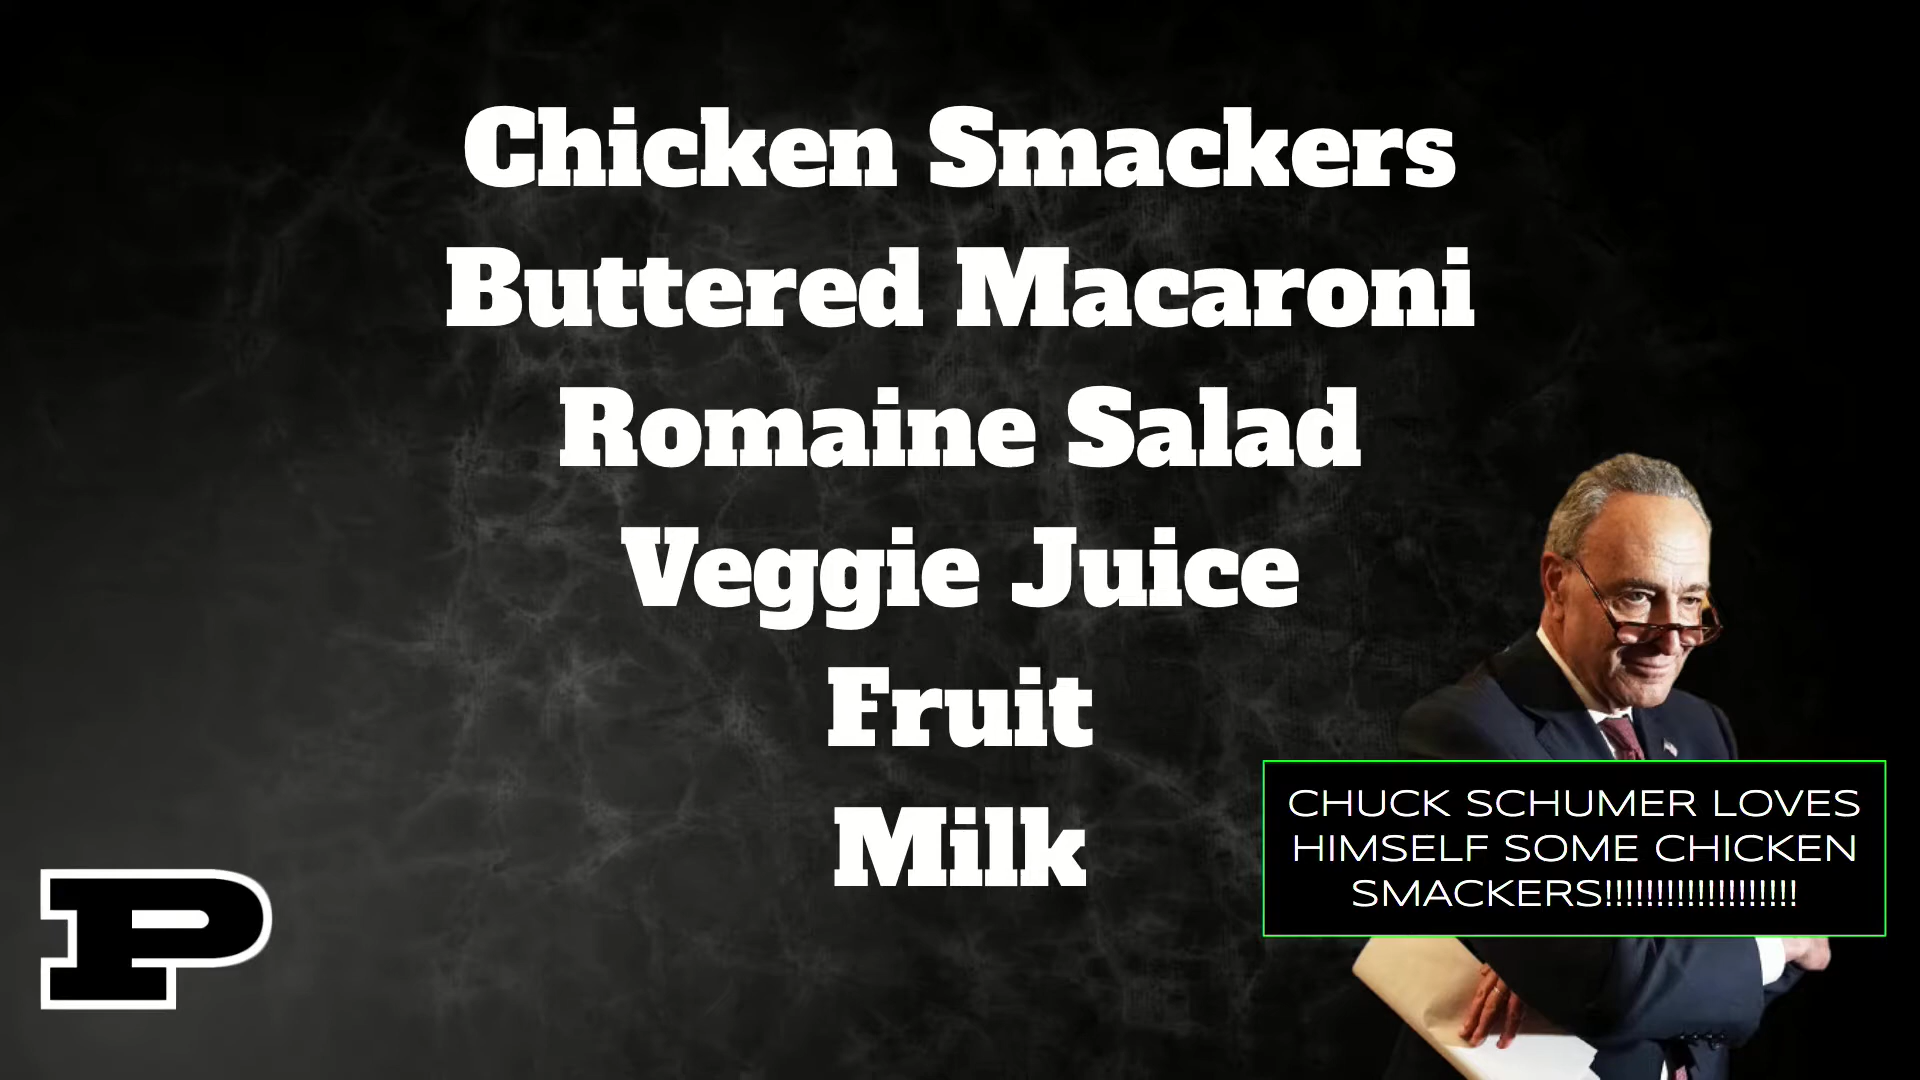 Chicken Smackers
Buttered Macaroni
Romaine Salad
Veggie Juice
Fruit
Milk
CHUCK SCHUMER LOVES
HIMSELF SOME CHICKEN
SMACKERS!!!!!!!!!!!!!!!!!!!
P